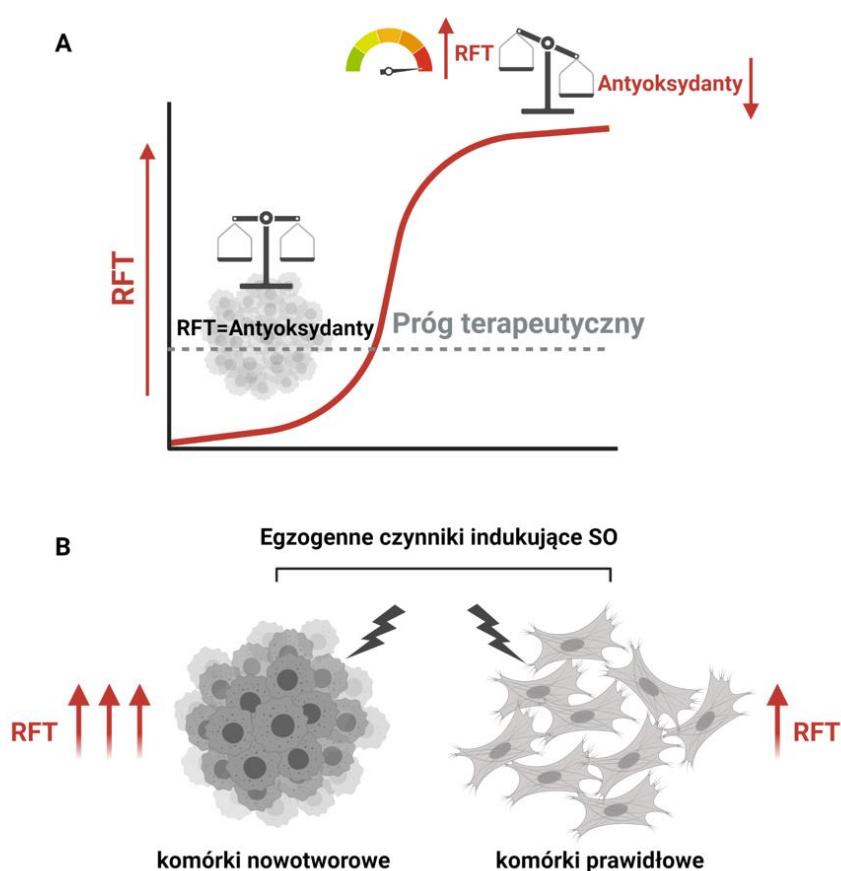 A
RFT
Antyoksydanty
RFT
RFT=Antyoksydanty
Próg terapeutyczny
B
Egzogenne czynniki indukujące SO
RFT
RFT
komórki nowotworowe
komórki prawidłowe